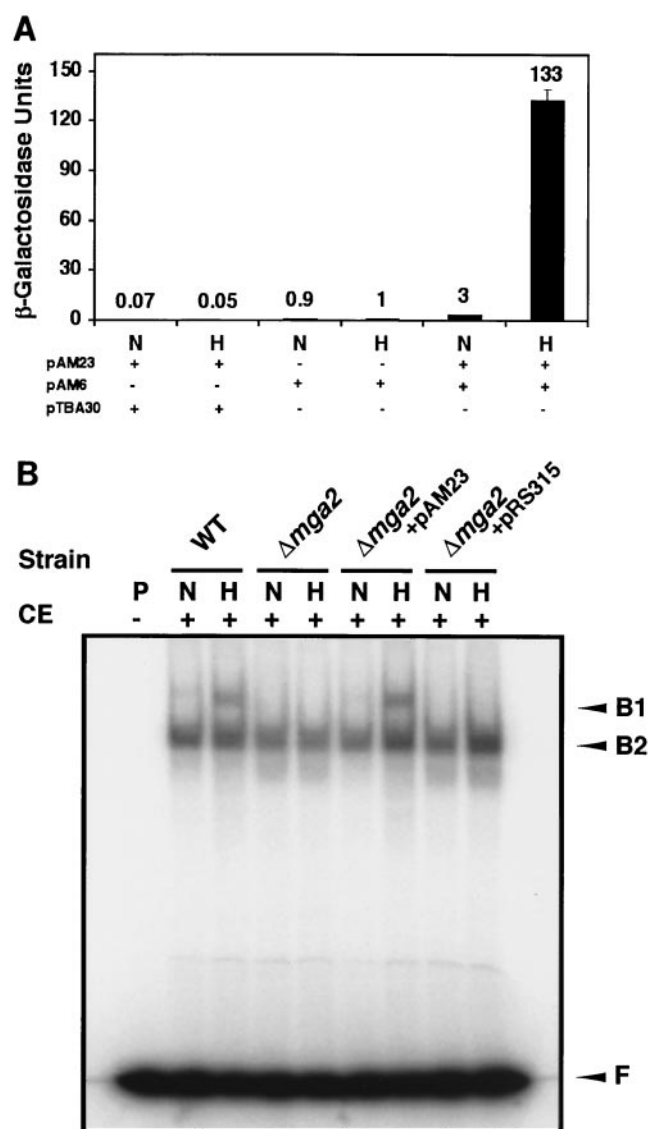 A
β-Galactosidase Units
150
120
90
60
30
0
0.07 0.05 0.9 1 3 133
N H N H N H
pAM23 + + - - + +
pAM6 - - + + + +
pTBA30 + + - - - -
B
Strain WT Δmga2 Δmga2 +pAM23 Δmga2 +pRS315
P N H N H N H N H
CE - + + + + + + + +
B1
B2
F